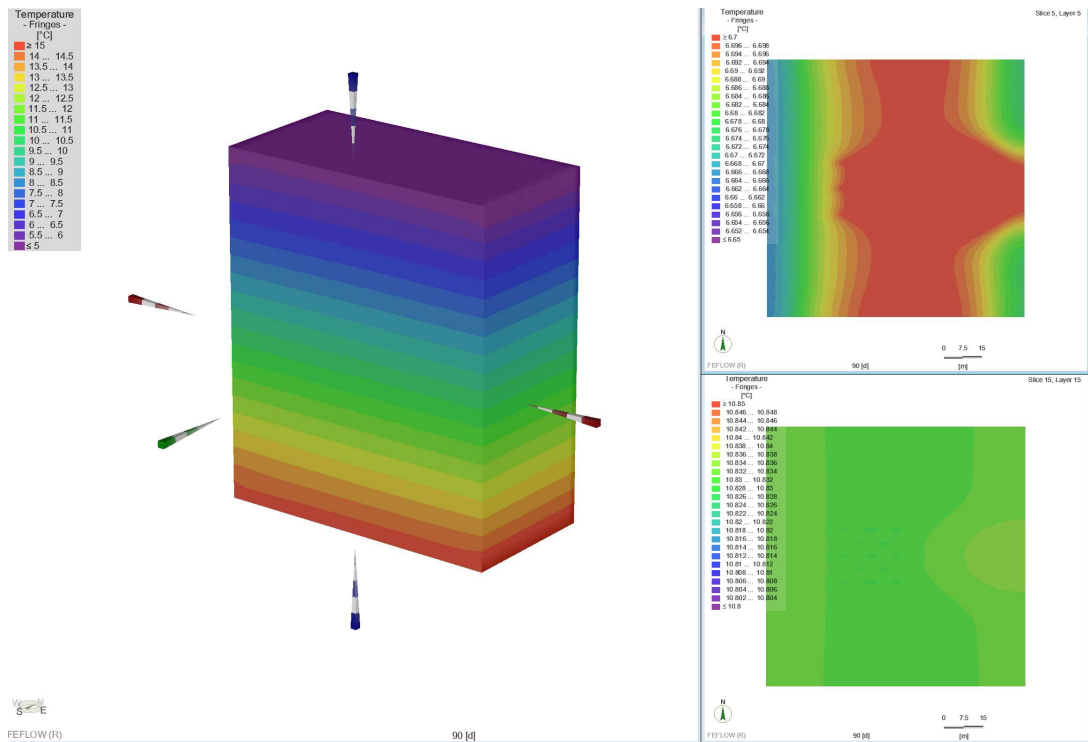 Temperature
- Fringes -
[°C]
≥ 15
14 ... 14.5
13.5 ... 14
13 ... 13.5
12.5 ... 13
12 ... 12.5
11.5 ... 12
11 ... 11.5
10.5 ... 11
10 ... 10.5
9.5 ... 10
9 ... 9.5
8.5 ... 9
8 ... 8.5
7.5 ... 8
7 ... 7.5
6.5 ... 7
6 ... 6.5
5.5 ... 6
≤ 5
W N
S E
FEFLOW (R)
90 [d]
Temperature
- Fringes -
[°C]
Slice 5, Layer 5
≥ 6.7
6.696 ... 6.698
6.694 ... 6.696
6.692 ... 6.694
6.69 ... 6.692
6.688 ... 6.69
6.686 ... 6.688
6.684 ... 6.686
6.682 ... 6.684
6.68 ... 6.682
6.678 ... 6.68
6.676 ... 6.678
6.674 ... 6.676
6.672 ... 6.674
6.67 ... 6.672
6.668 ... 6.67
6.666 ... 6.668
6.664 ... 6.666
6.662 ... 6.664
6.66 ... 6.662
6.658 ... 6.66
6.656 ... 6.658
6.654 ... 6.656
6.652 ... 6.654
≤ 6.65
N
0 7.5 15
FEFLOW (R)
90 [d]
[m]
Temperature
- Fringes -
[°C]
Slice 15, Layer 15
≥ 10.85
10.846 ... 10.848
10.844 ... 10.846
10.842 ... 10.844
10.84 ... 10.842
10.838 ... 10.84
10.836 ... 10.838
10.834 ... 10.836
10.832 ... 10.834
10.83 ... 10.832
10.828 ... 10.83
10.826 ... 10.828
10.824 ... 10.826
10.822 ... 10.824
10.82 ... 10.822
10.818 ... 10.82
10.816 ... 10.818
10.814 ... 10.816
10.812 ... 10.814
10.81 ... 10.812
10.808 ... 10.81
10.806 ... 10.808
10.804 ... 10.806
10.802 ... 10.804
≤ 10.8
N
0 7.5 15
FEFLOW (R)
90 [d]
[m]